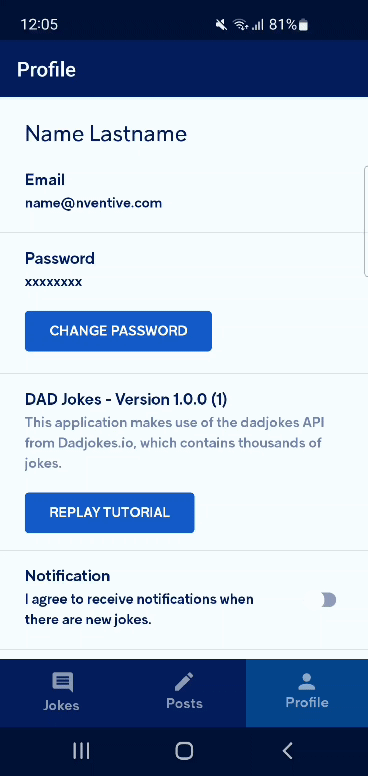 12:05
81%
Profile
Name Lastname
Email
name@nventive.com
Password
xxxxxxxx
CHANGE PASSWORD
DAD Jokes - Version 1.0.0 (1)
This application makes use of the dadjokes API
from Dadjokes.io, which contains thousands of
jokes.
REPLAY TUTORIAL
Notification
I agree to receive notifications when
there are new jokes.
Jokes
Posts
Profile